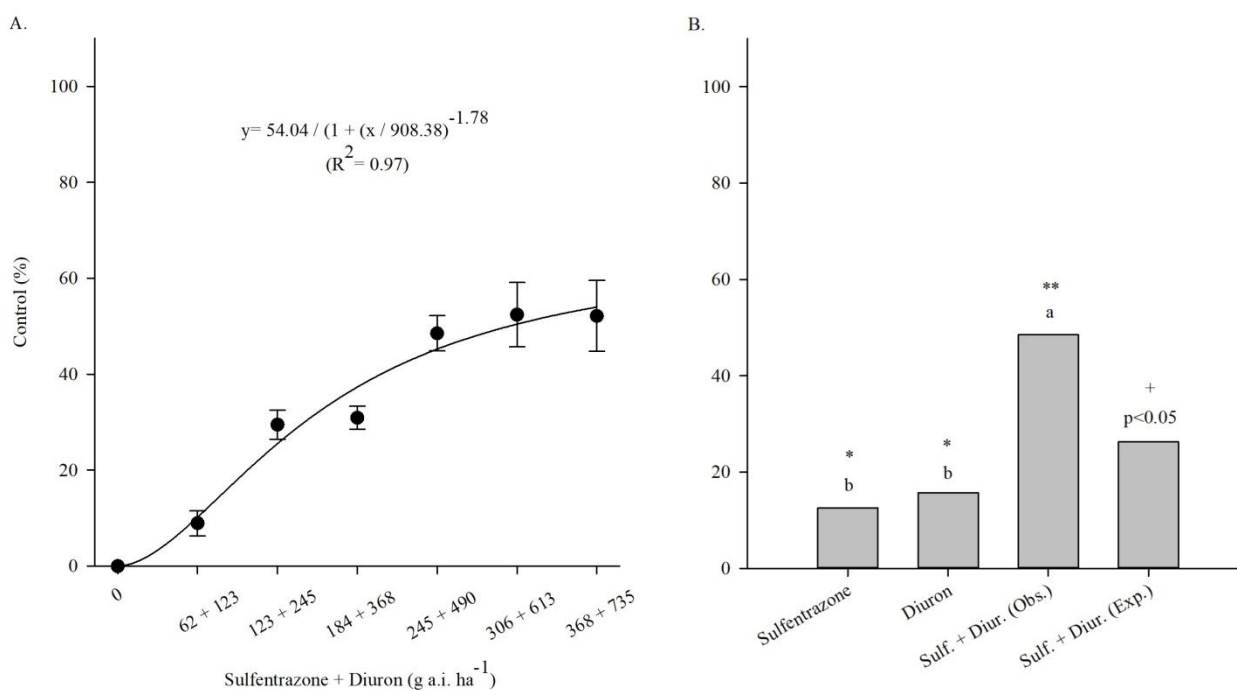 A.
100
80
60
40
20
0
Control (%)
y= 54.04 / (1 + (x / 908.38)^-1.78
(R^2 = 0.97)
0
62 + 123
123 + 245
184 + 368
245 + 490
306 + 613
368 + 735
Sulfentrazone + Diuron (g a.i. ha^-1)
B.
100
80
60
40
20
0
*
b
*
b
**
a
+
p<0.05
Sulfentrazone
Diuron
Sulf. + Diur. (Obs.)
Sulf. + Diur. (Exp.)